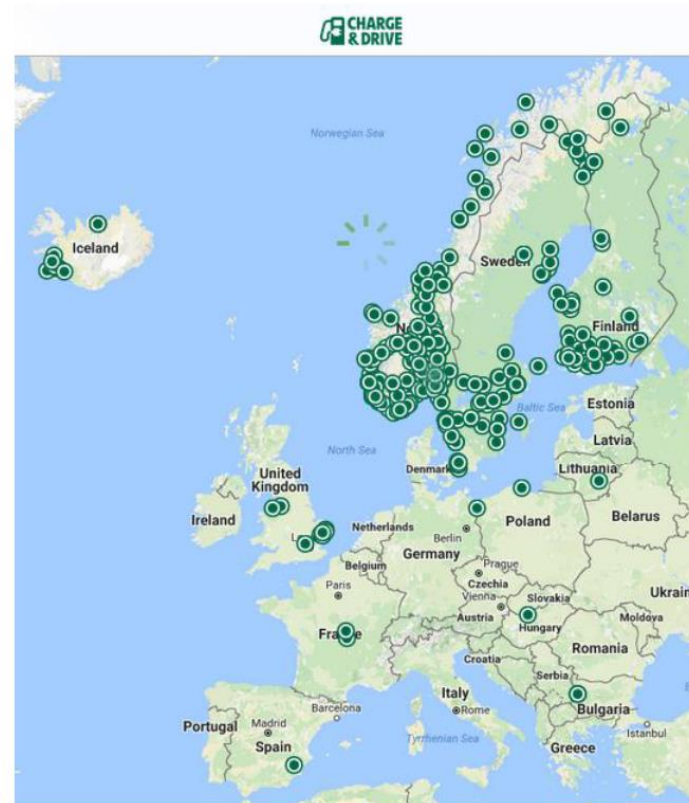 CHARGE
& DRIVE
Norwegian Sea
Iceland
Sweden
Finland
Estonia
Baltic Sea
Latvia
North Sea
Denmark
Lithuania
United
Kingdom
Ireland
Netherlands
Poland
Belarus
Berlin
Germany
Belgium
Prague
Czechia
Paris
Slovakia
Ukrain
Vienna
Austria
Moldova
Hungary
France
Romania
Croatia
Serbia
Italy
Bulgaria
Barcelona
Rome
Portugal
Madrid
Istanbul
Spain
Tyrrhenian Sea
Greece